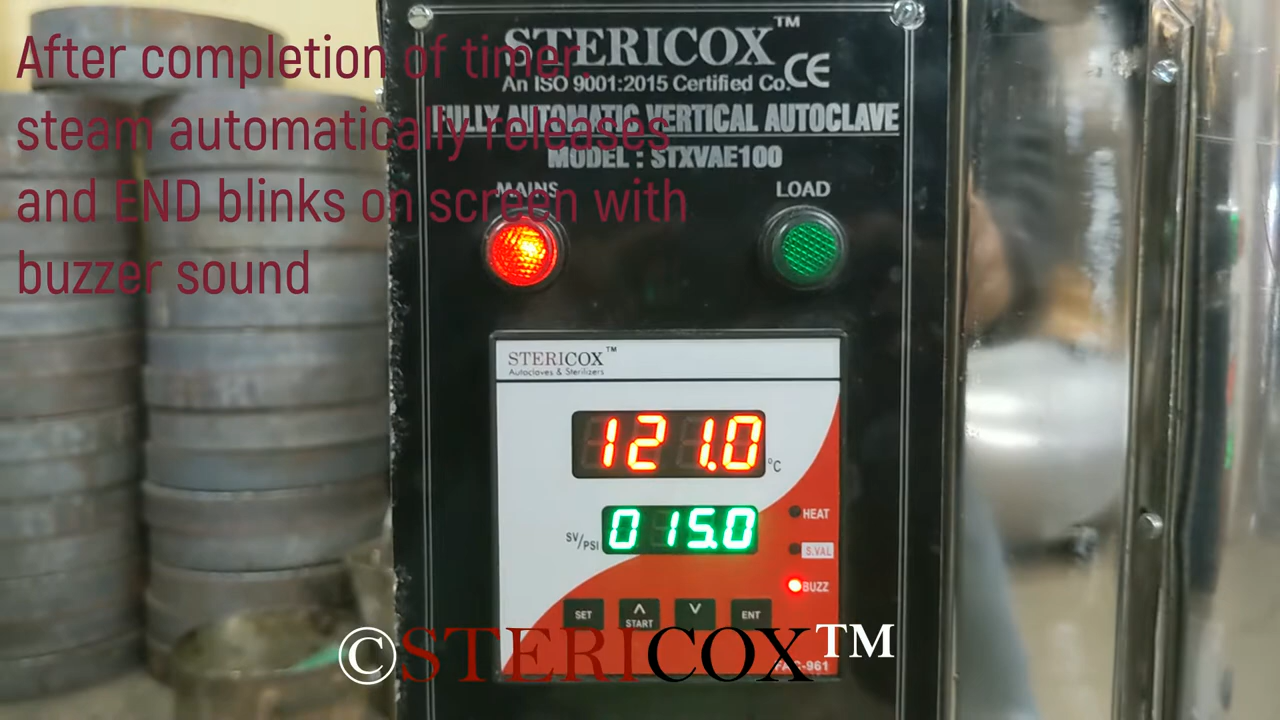 After completion of timer,
steam automatically releases
and END blinks on screen with
buzzer sound
STERICOX™
An ISO 9001:2015 Certified Co. CE
FULLY AUTOMATIC VERTICAL AUTOCLAVE
MODEL : STXVAE100
MAINS
LOAD
STERICOX™
Autoclaves & Sterilizers
121.0 °C
SV/PSI 015.0
HEAT
S.VAL
BUZZ
SET
START
ENT
©STERICOX™